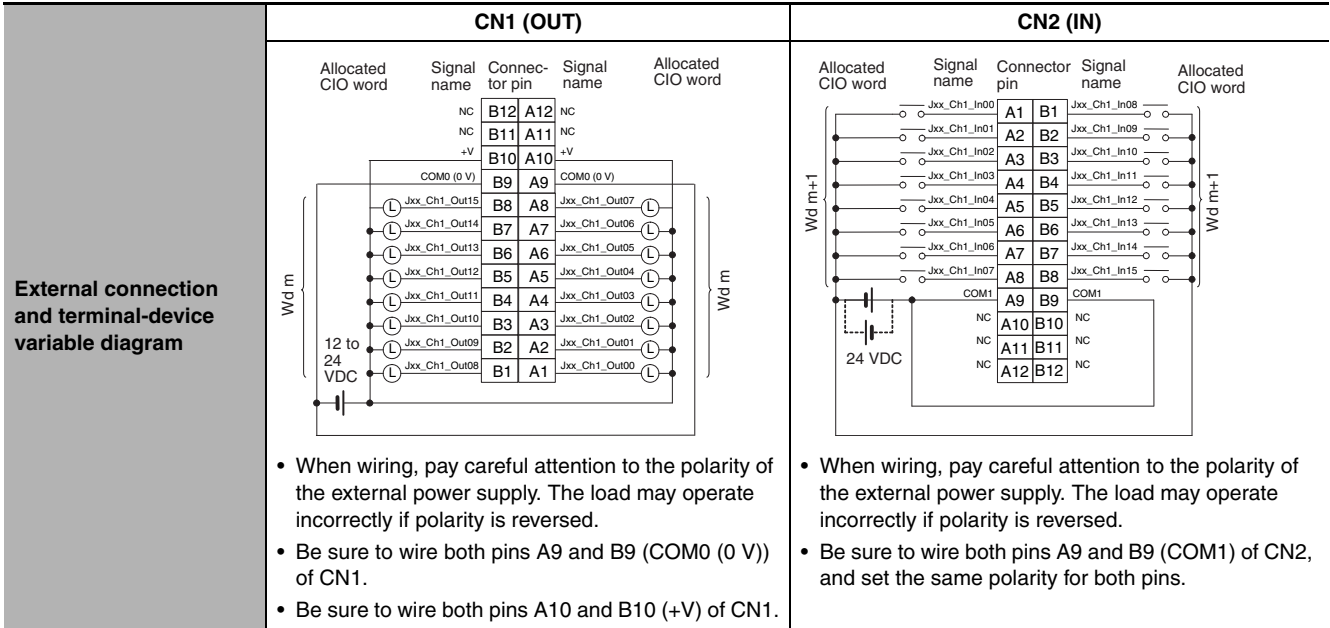 External connection
and terminal-device
variable diagram
CN1 (OUT)
Allocated
CIO word
Signal
name
Connec-
tor pin
Signal
name
Allocated
CIO word
NC B12 A12 NC
NC B11 A11 NC
+V B10 A10 +V
COM0 (0 V) B9 A9 COM0 (0 V)
L Jxx_Ch1_Out15 B8 A8 Jxx_Ch1_Out07 L
L Jxx_Ch1_Out14 B7 A7 Jxx_Ch1_Out06 L
L Jxx_Ch1_Out13 B6 A6 Jxx_Ch1_Out05 L
L Jxx_Ch1_Out12 B5 A5 Jxx_Ch1_Out04 L
L Jxx_Ch1_Out11 B4 A4 Jxx_Ch1_Out03 L
L Jxx_Ch1_Out10 B3 A3 Jxx_Ch1_Out02 L
L Jxx_Ch1_Out09 B2 A2 Jxx_Ch1_Out01 L
L Jxx_Ch1_Out08 B1 A1 Jxx_Ch1_Out00 L
Wd m
Wd m
12 to
24
VDC
• When wiring, pay careful attention to the polarity of
the external power supply. The load may operate
incorrectly if polarity is reversed.
• Be sure to wire both pins A9 and B9 (COM0 (0 V))
of CN1.
• Be sure to wire both pins A10 and B10 (+V) of CN1.
CN2 (IN)
Allocated
CIO word
Signal
name
Connector
pin
Signal
name
Allocated
CIO word
Jxx_Ch1_In00 A1 B1 Jxx_Ch1_In08
Jxx_Ch1_In01 A2 B2 Jxx_Ch1_In09
Jxx_Ch1_In02 A3 B3 Jxx_Ch1_In10
Jxx_Ch1_In03 A4 B4 Jxx_Ch1_In11
Jxx_Ch1_In04 A5 B5 Jxx_Ch1_In12
Jxx_Ch1_In05 A6 B6 Jxx_Ch1_In13
Jxx_Ch1_In06 A7 B7 Jxx_Ch1_In14
Jxx_Ch1_In07 A8 B8 Jxx_Ch1_In15
COM1 A9 B9 COM1
NC A10 B10 NC
NC A11 B11 NC
NC A12 B12 NC
Wd m+1
Wd m+1
24 VDC
• When wiring, pay careful attention to the polarity of
the external power supply. The load may operate
incorrectly if polarity is reversed.
• Be sure to wire both pins A9 and B9 (COM1) of CN2,
and set the same polarity for both pins.